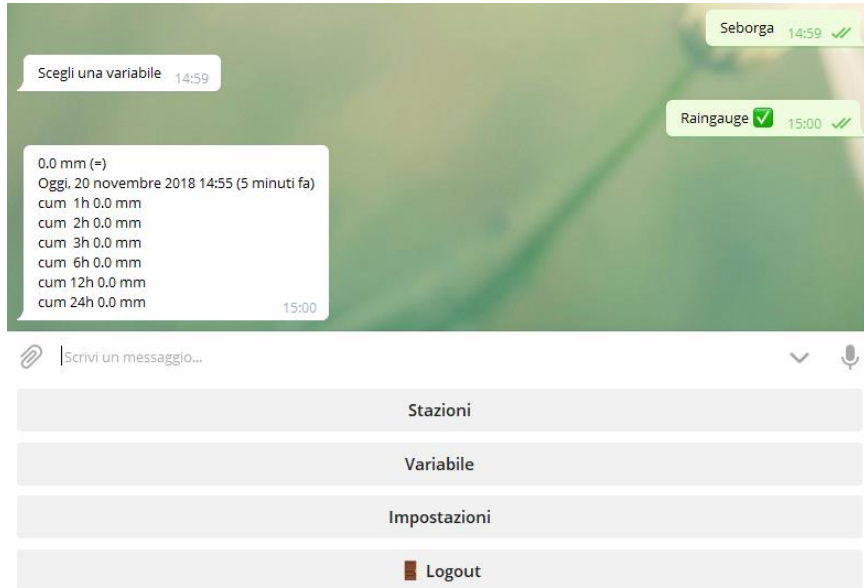 Seborga 14:59
Scegli una variabile 14:59
Raingauge ✅ 15:00
0.0 mm (=)
Oggi, 20 novembre 2018 14:55 (5 minuti fa)
cum 1h 0.0 mm
cum 2h 0.0 mm
cum 3h 0.0 mm
cum 6h 0.0 mm
cum 12h 0.0 mm
cum 24h 0.0 mm
15:00
Scrivi un messaggio...
Stazioni
Variabile
Impostazioni
🚪 Logout